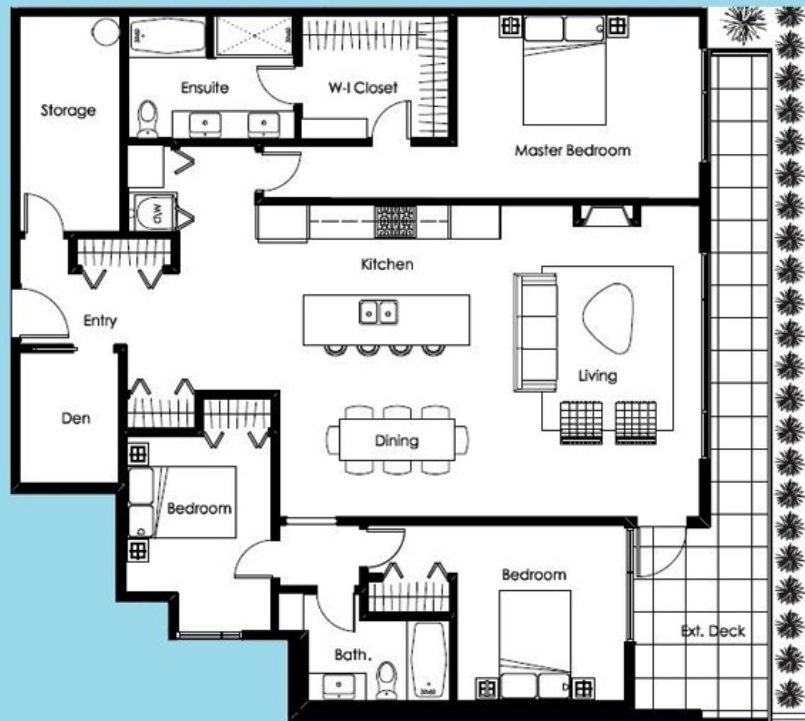 Storage
Ensuite
W-I Closet
Master Bedroom
W\D
Kitchen
Entry
Living
Den
Dining
Bedroom
Bedroom
Ext. Deck
Bath.